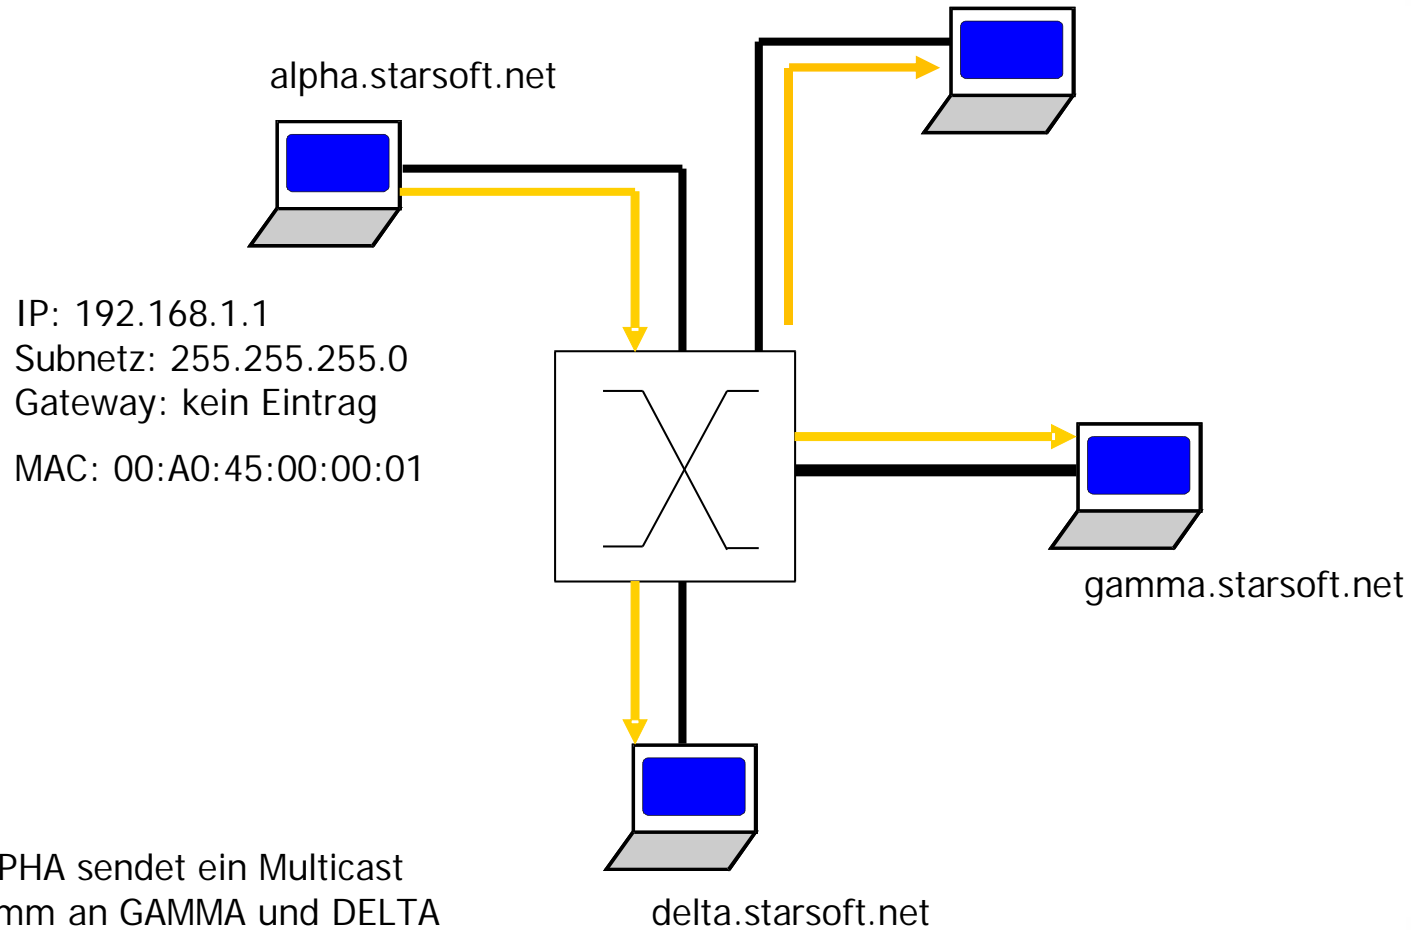 alpha.starsoft.net
IP: 192.168.1.1
Subnetz: 255.255.255.0
Gateway: kein Eintrag
MAC: 00:A0:45:00:00:01
gamma.starsoft.net
PHA sendet ein Multicast
mm an GAMMA und DELTA
delta.starsoft.net